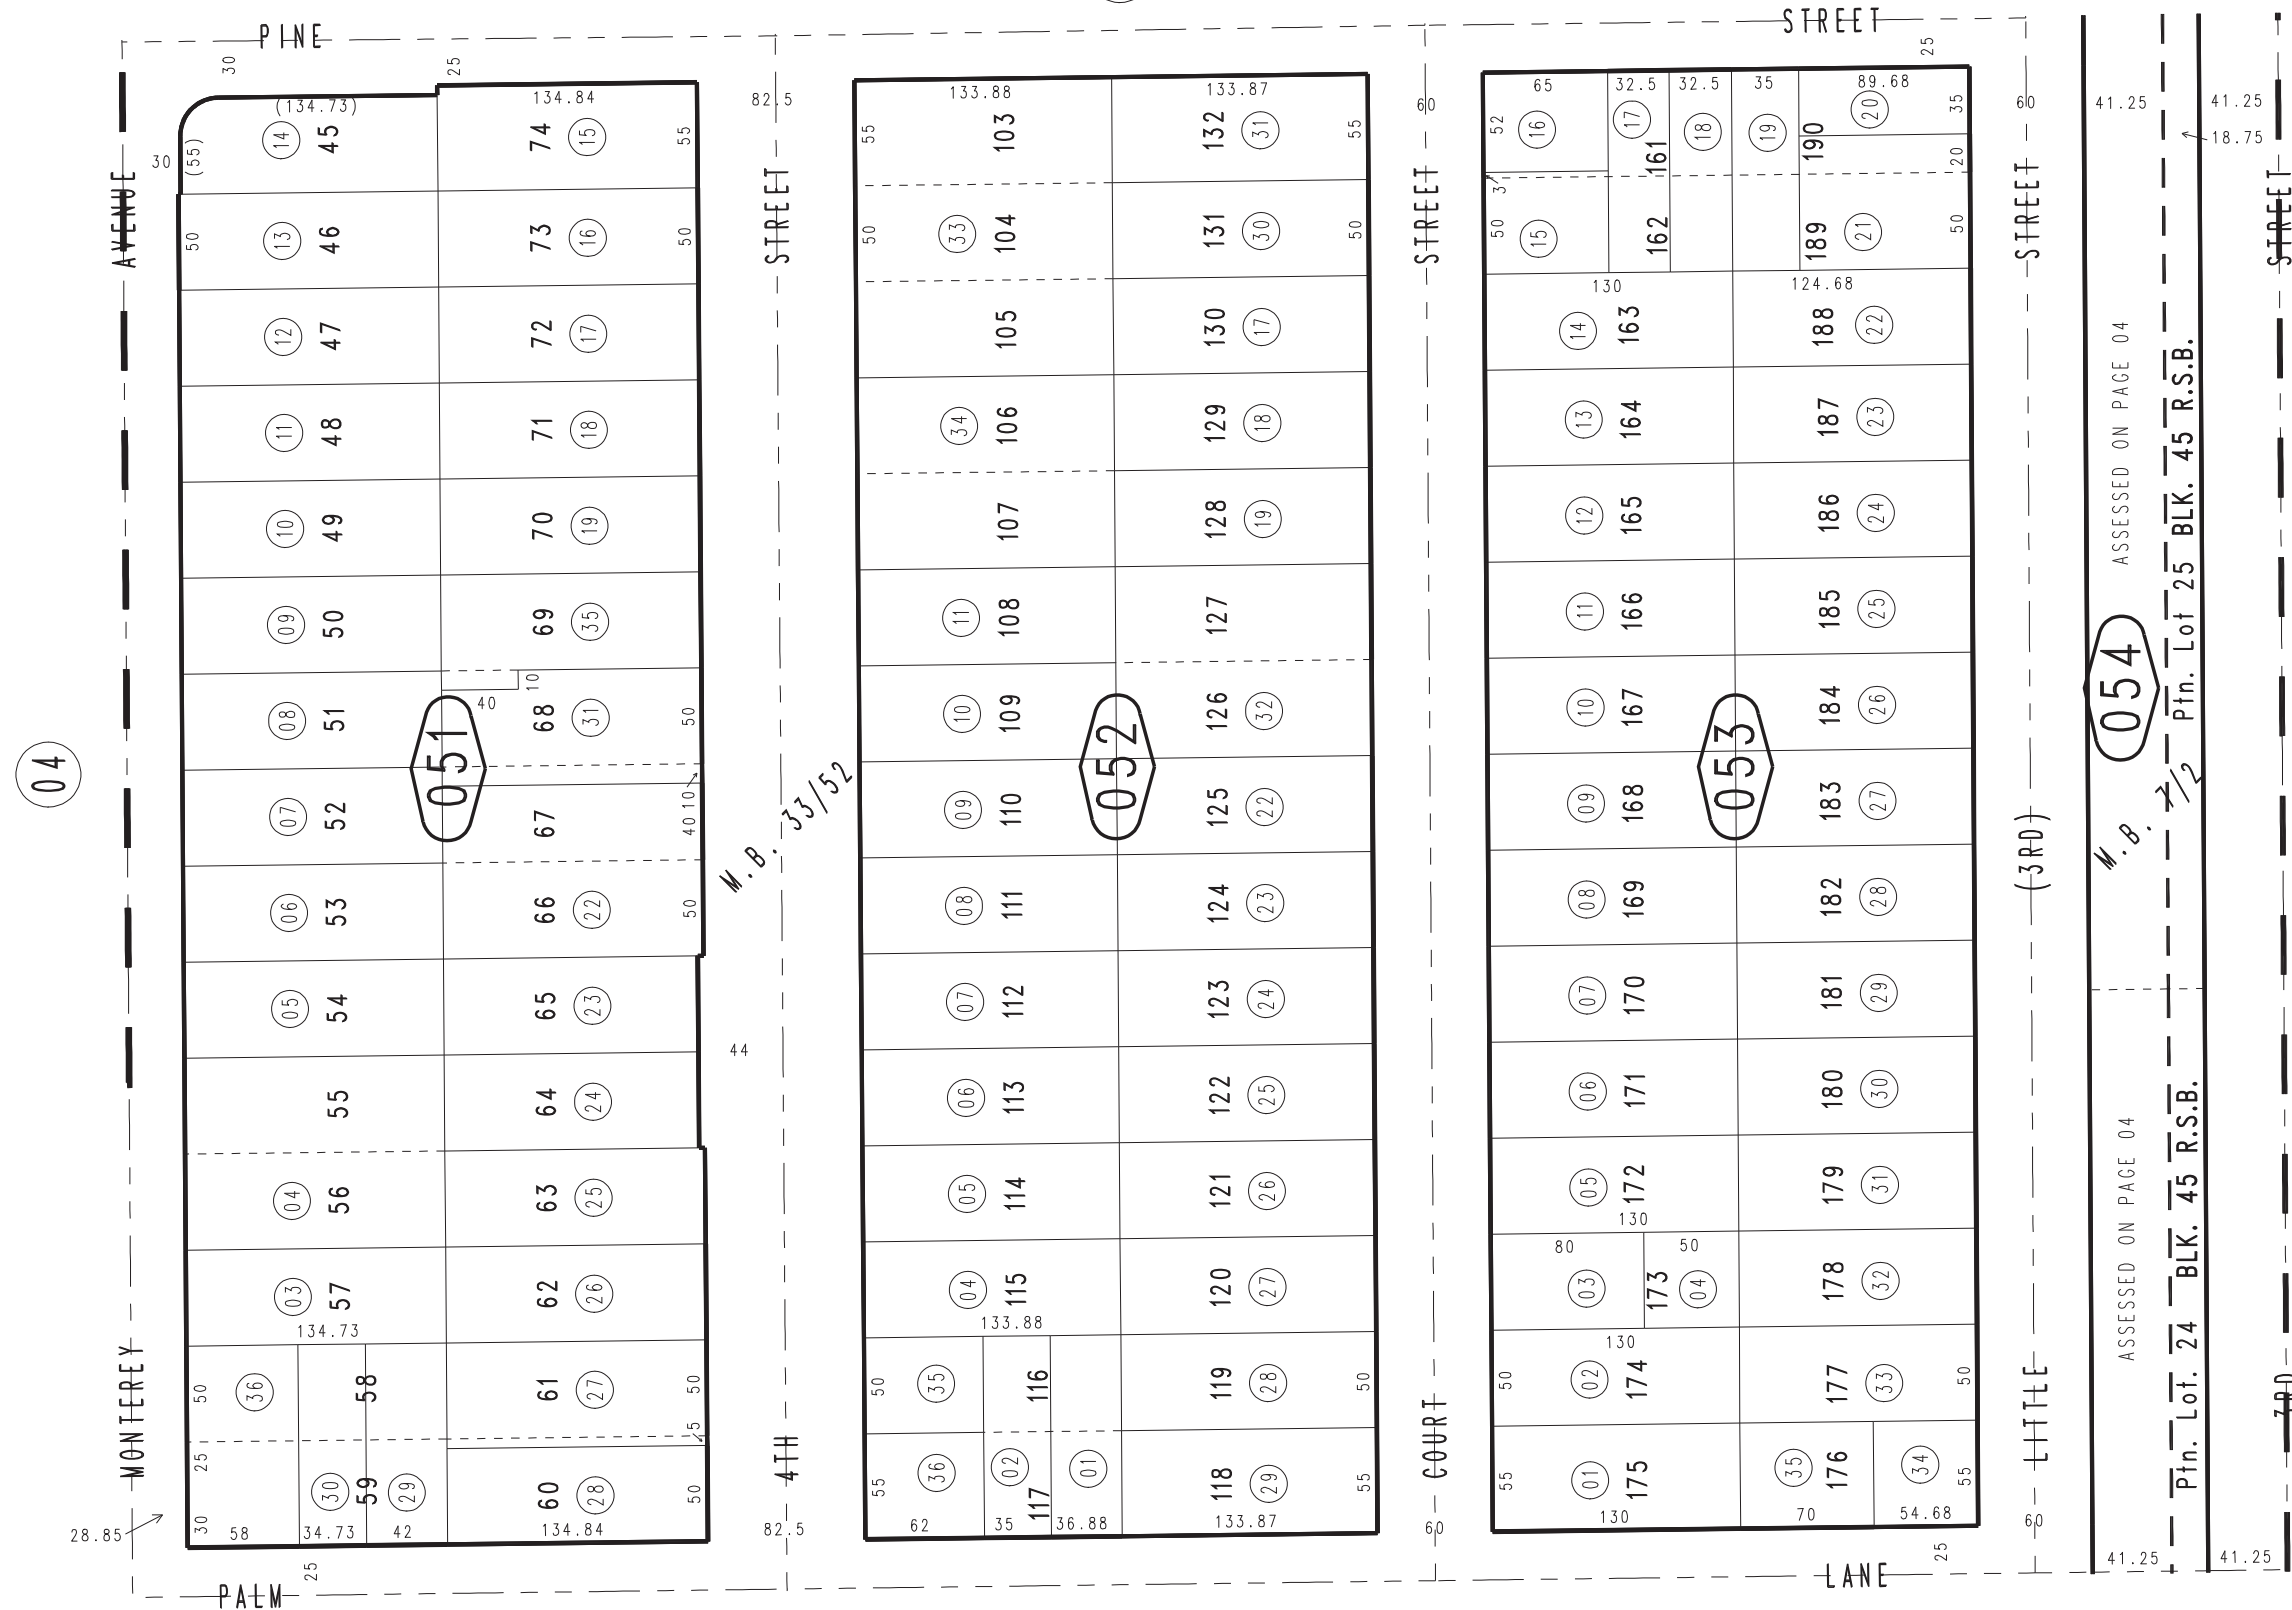 PINE STREET
30 25 25
AVENUE
MONTEREY
30
28.85
04
(134.73) 134.84
(55) 14 45 74 15 55
50 13 46 73 16 50
12 47 72 17
11 48 71 18
10 49 70 19
09 50 69 35
08 51 68 31 50
40 10
051
07 52 67 40 10
06 53 66 22 50
05 54 65 23
55 64 24
04 56 63 25
03 57 62 26
134.73
50 36 58 61 27 50
5
25 30 59 29 60 28 50
30 58 34.73 42 134.84
25
PALM LANE
82.5
STREET
M.B. 33/52
44
4TH
82.5
133.88 133.87
55 103 132 31 55
50 33 104 131 30 50
105 130 17
34 106 129 18
107 128 19
11 108 127
10 109 126 32
052
09 110 125 22
08 111 124 23
07 112 123 24
06 113 122 25
05 114 121 26
04 115 120 27
133.88
50 35 116 119 28 50
55 36 02 117 01 118 29 55
62 35 36.88 133.87
60
STREET
COURT
60
65 32.5 32.5 35 89.68
52 16 17 161 18 19 190 20 35
20
3
50 15 162 189 21 50
130 124.68
14 163 188 22
13 164 187 23
12 165 186 24
11 166 185 25
10 167 184 26
053
09 168 183 27
08 169 182 28
07 170 181 29
06 171 180 30
05 172 179 31
130
80 50
03 173 04 178 32
130
50 02 174 177 33 50
55 01 175 35 176 34 55
130 70 54.68
25
60
STREET
(3RD)
LITTLE
60
41.25 41.25
18.75
ASSESSED ON PAGE 04
Ptn. Lot 25 BLK. 45 R.S.B.
054
M.B. 7/2
ASSESSED ON PAGE 04
Ptn. Lot. 24 BLK. 45 R.S.B.
41.25 41.25
STREET
3RD